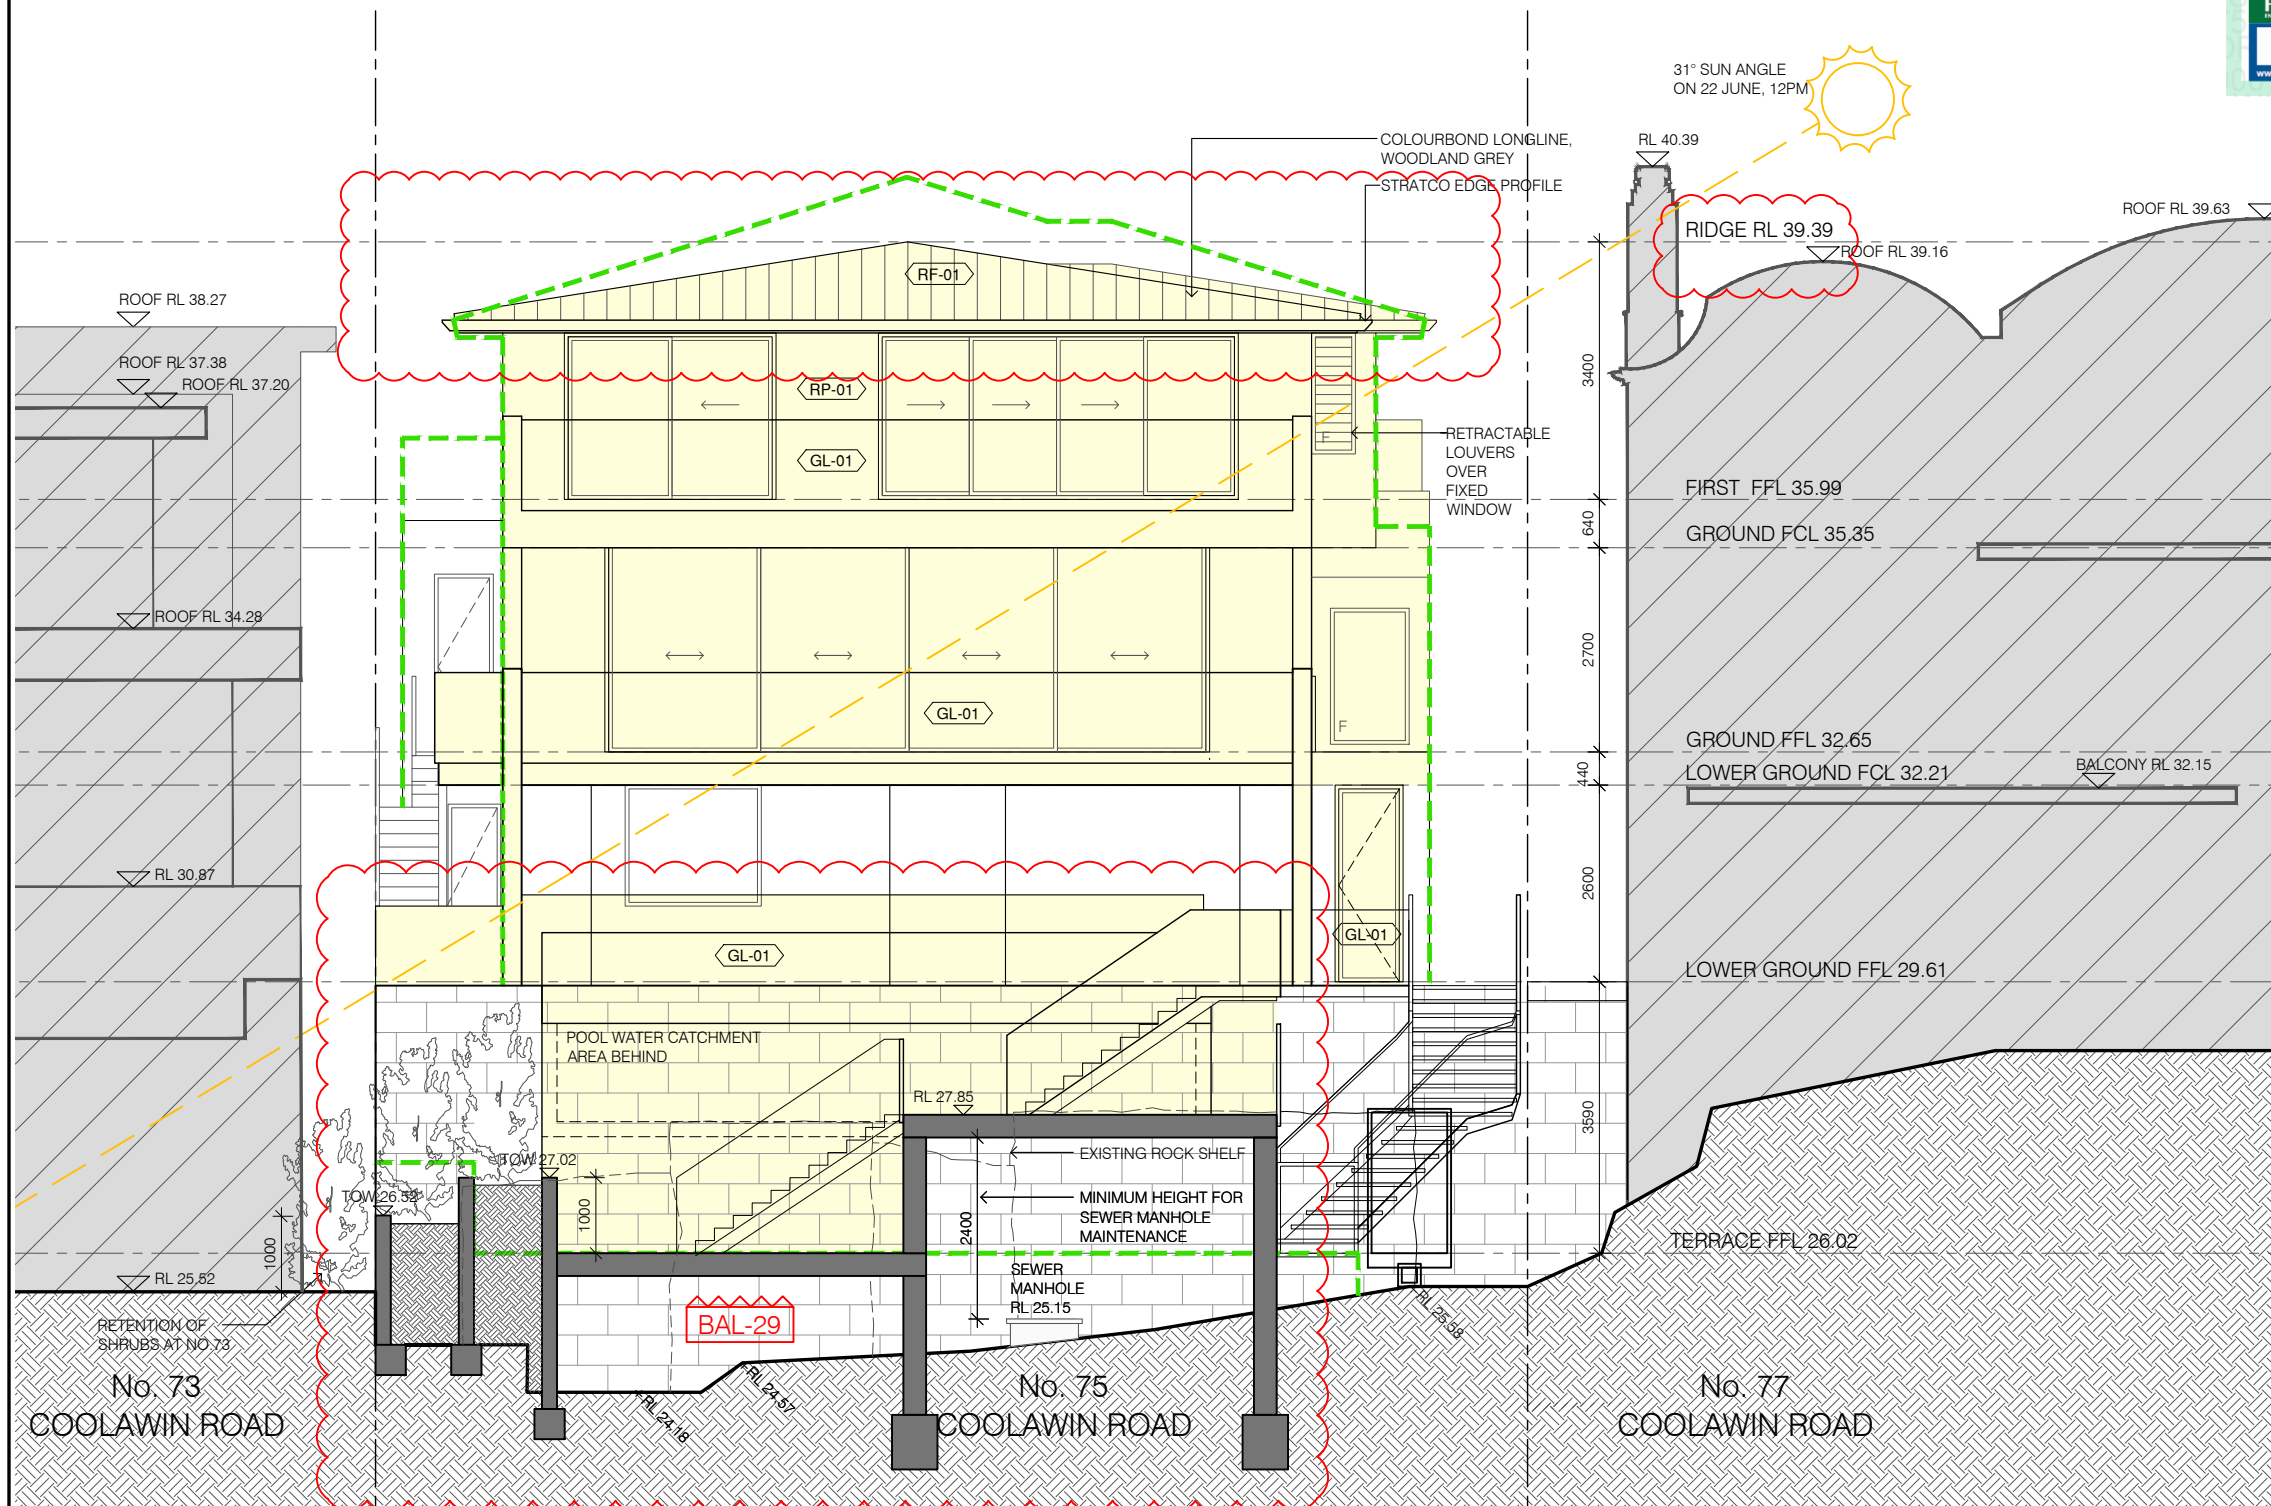 31° SUN ANGLE
ON 22 JUNE, 12PM
COLOURBOND LONGLINE,
WOODLAND GREY
STRATCO EDGE PROFILE
RL 40.39
RIDGE RL 39.39
ROOF RL 39.63
ROOF RL 39.16
RF-01
ROOF RL 38.27
ROOF RL 37.38
ROOF RL 37.20
RP-01
3400
RETRACTABLE
LOUVERS
OVER
FIXED
WINDOW
F
GL-01
FIRST FFL 35.99
640
GROUND FCL 35.35
ROOF RL 34.28
2700
GL-01
F
GROUND FFL 32.65
440
LOWER GROUND FCL 32.21
BALCONY RL 32.15
RL 30.87
2600
GL-01
GL-01
LOWER GROUND FFL 29.61
POOL WATER CATCHMENT
AREA BEHIND
RL 27.85
3590
EXISTING ROCK SHELF
TOW 27.02
TOW 26.52
1000
1000
2400
MINIMUM HEIGHT FOR
SEWER MANHOLE
MAINTENANCE
TERRACE FFL 26.02
SEWER
MANHOLE
RL 25.15
RL 25.52
RETENTION OF
SHRUBS AT NO.73
BAL-29
RL 25.58
RL 24.57
RL 24.18
No. 73
COOLAWIN ROAD
No. 75
COOLAWIN ROAD
No. 77
COOLAWIN ROAD